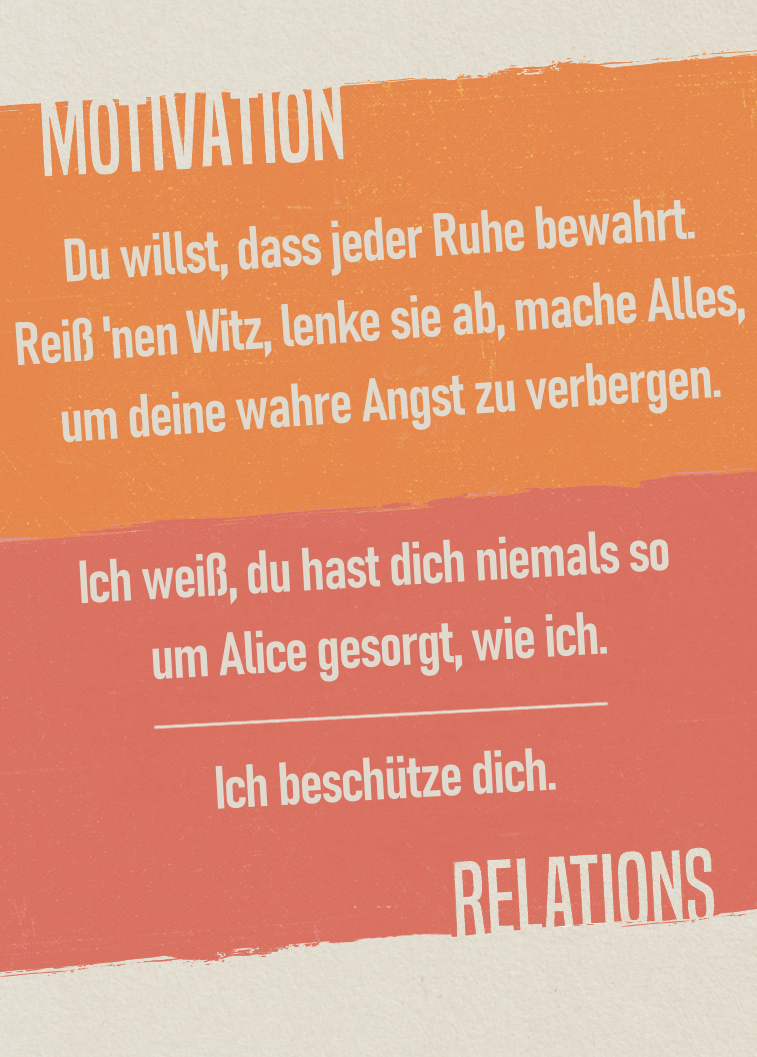 MOTIVATION
Du willst, dass jeder Ruhe bewahrt.
Reiß 'nen Witz, lenke sie ab, mache Alles,
um deine wahre Angst zu verbergen.
Ich weiß, du hast dich niemals so
um Alice gesorgt, wie ich.
Ich beschütze dich.
RELATIONS